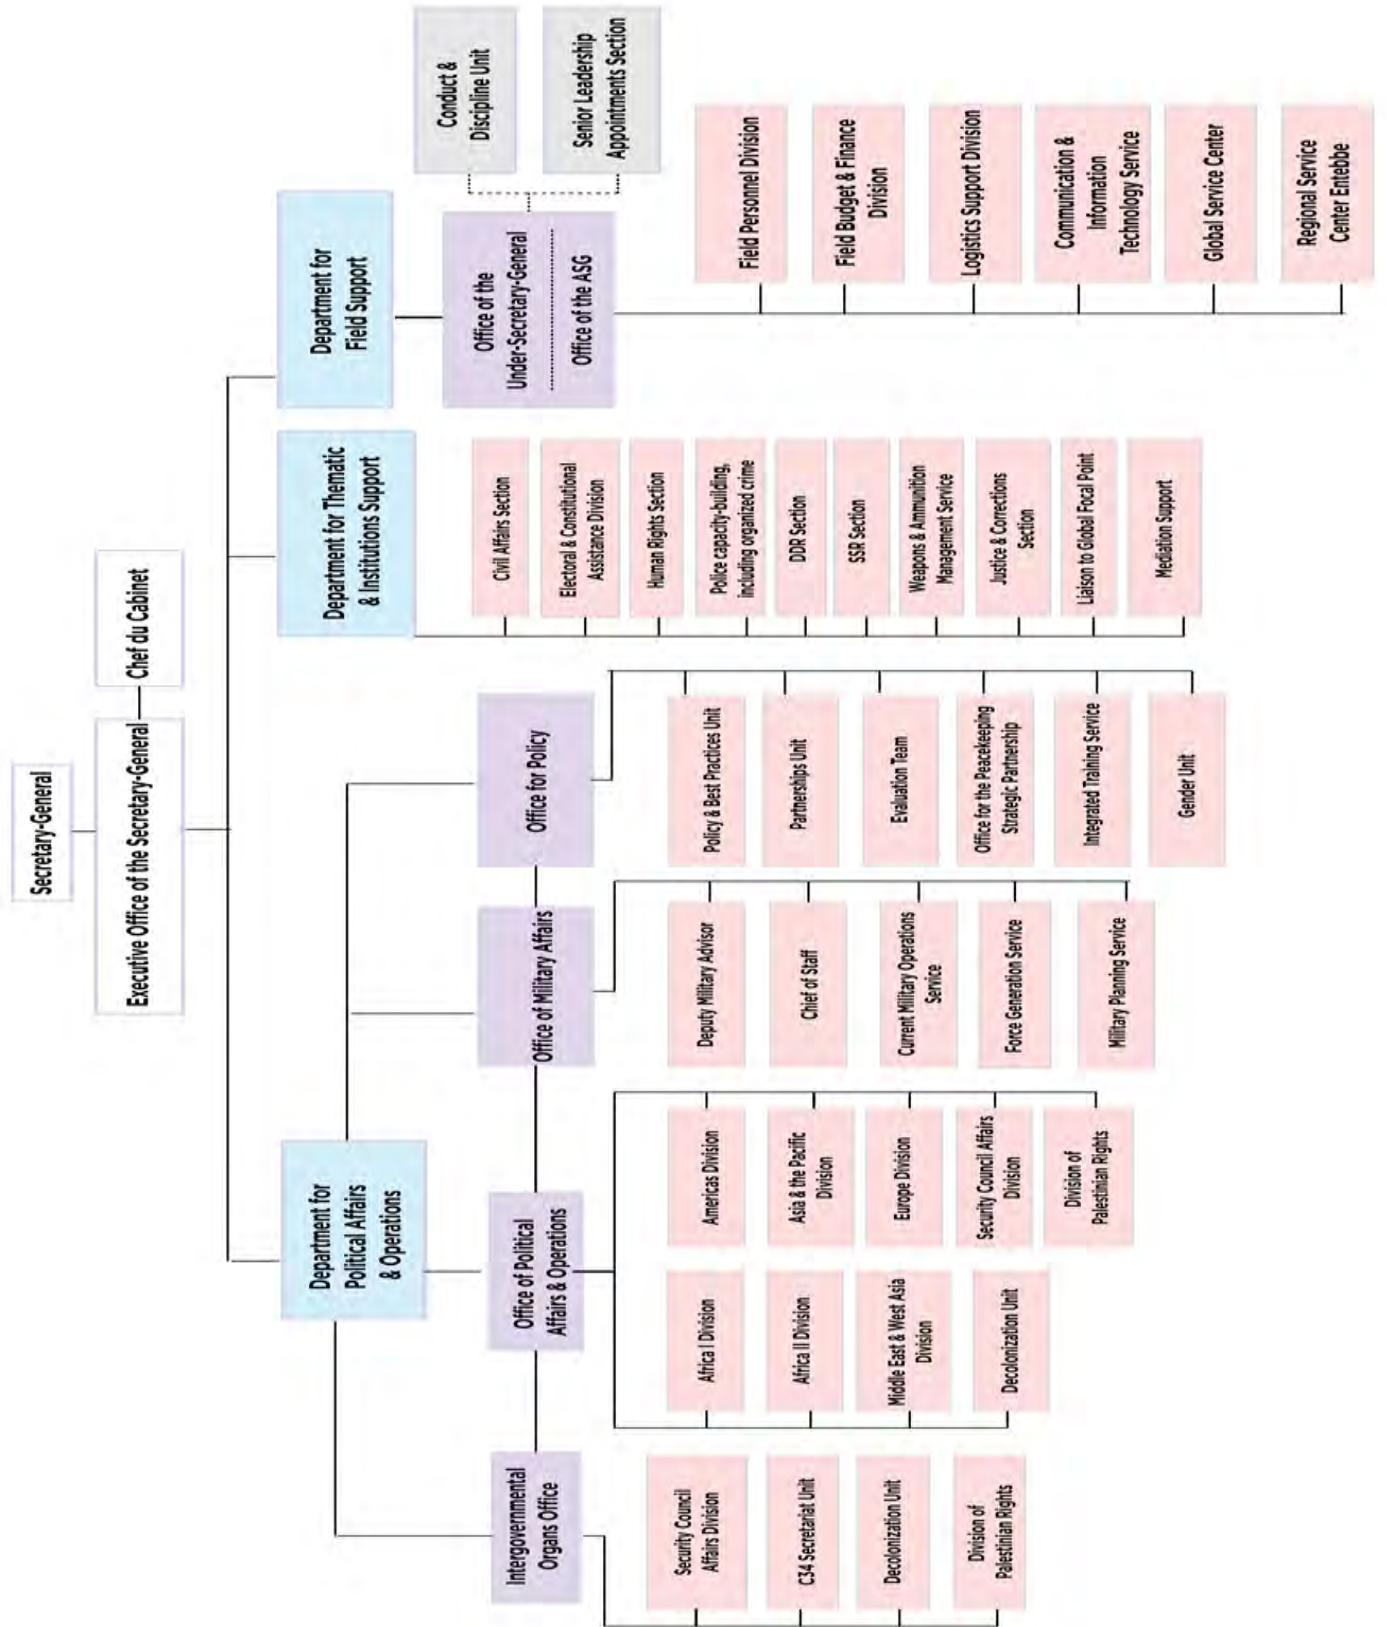 Secretary-General
Executive Office of the Secretary-General
Chef du Cabinet
Department for
Political Affairs
& Operations
Department for Thematic
& Institutions Support
Department for
Field Support
Intergovernmental
Organs Office
Office of Political
Affairs & Operations
Office of Military Affairs
Office for Policy
Office of the
Under-Secretary-General
Office of the ASG
Conduct &
Discipline Unit
Senior Leadership
Appointments Section
Security Council
Affairs Division
C34 Secretariat Unit
Decolonization Unit
Division of
Palestinian Rights
Africa I Division
Africa II Division
Middle East & West Asia
Division
Decolonization Unit
Americas Division
Asia & the Pacific
Division
Europe Division
Security Council Affairs
Division
Division of
Palestinian Rights
Deputy Military Advisor
Chief of Staff
Current Military Operations
Service
Force Generation Service
Military Planning Service
Policy & Best Practices Unit
Partnerships Unit
Evaluation Team
Office for the Peacekeeping
Strategic Partnership
Integrated Training Service
Gender Unit
Civil Affairs Section
Electoral & Constitutional
Assistance Division
Human Rights Section
Police capacity-building,
including organized crime
DDR Section
SSR Section
Weapons & Ammunition
Management Service
Justice & Corrections
Section
Liaison to Global Focal Point
Mediation Support
Field Personnel Division
Field Budget & Finance
Division
Logistics Support Division
Communication &
Information
Technology Service
Global Service Center
Regional Service
Center Entebbe